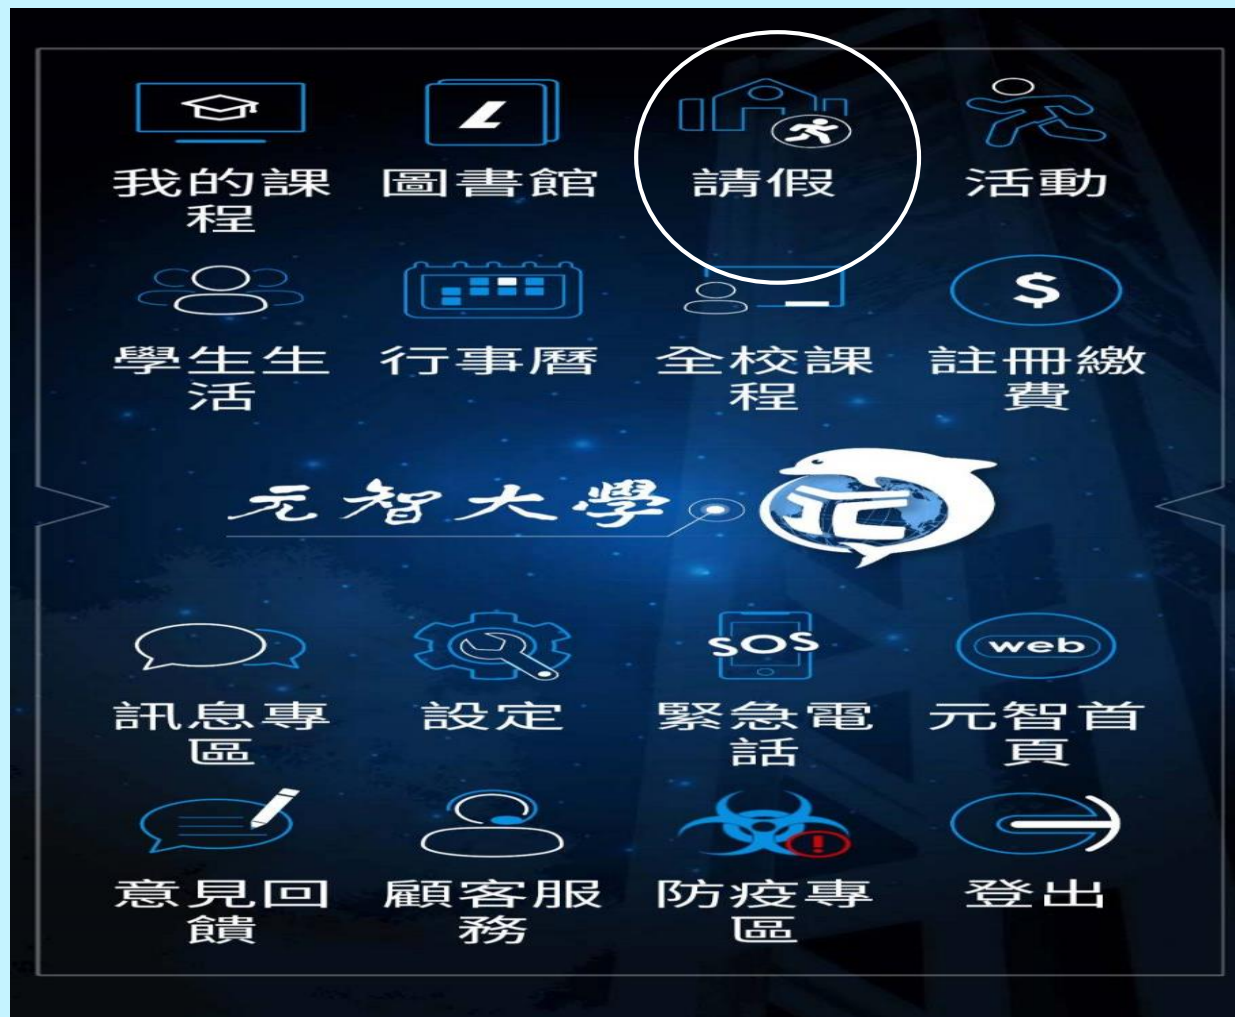 我的課程
圖書館
請假
活動
學生生活
行事曆
全校課程
註冊繳費
$
元智大學
元
訊息專區
設定
SOS
緊急電話
web
元智首頁
意見回饋
顧客服務
防疫專區
登出